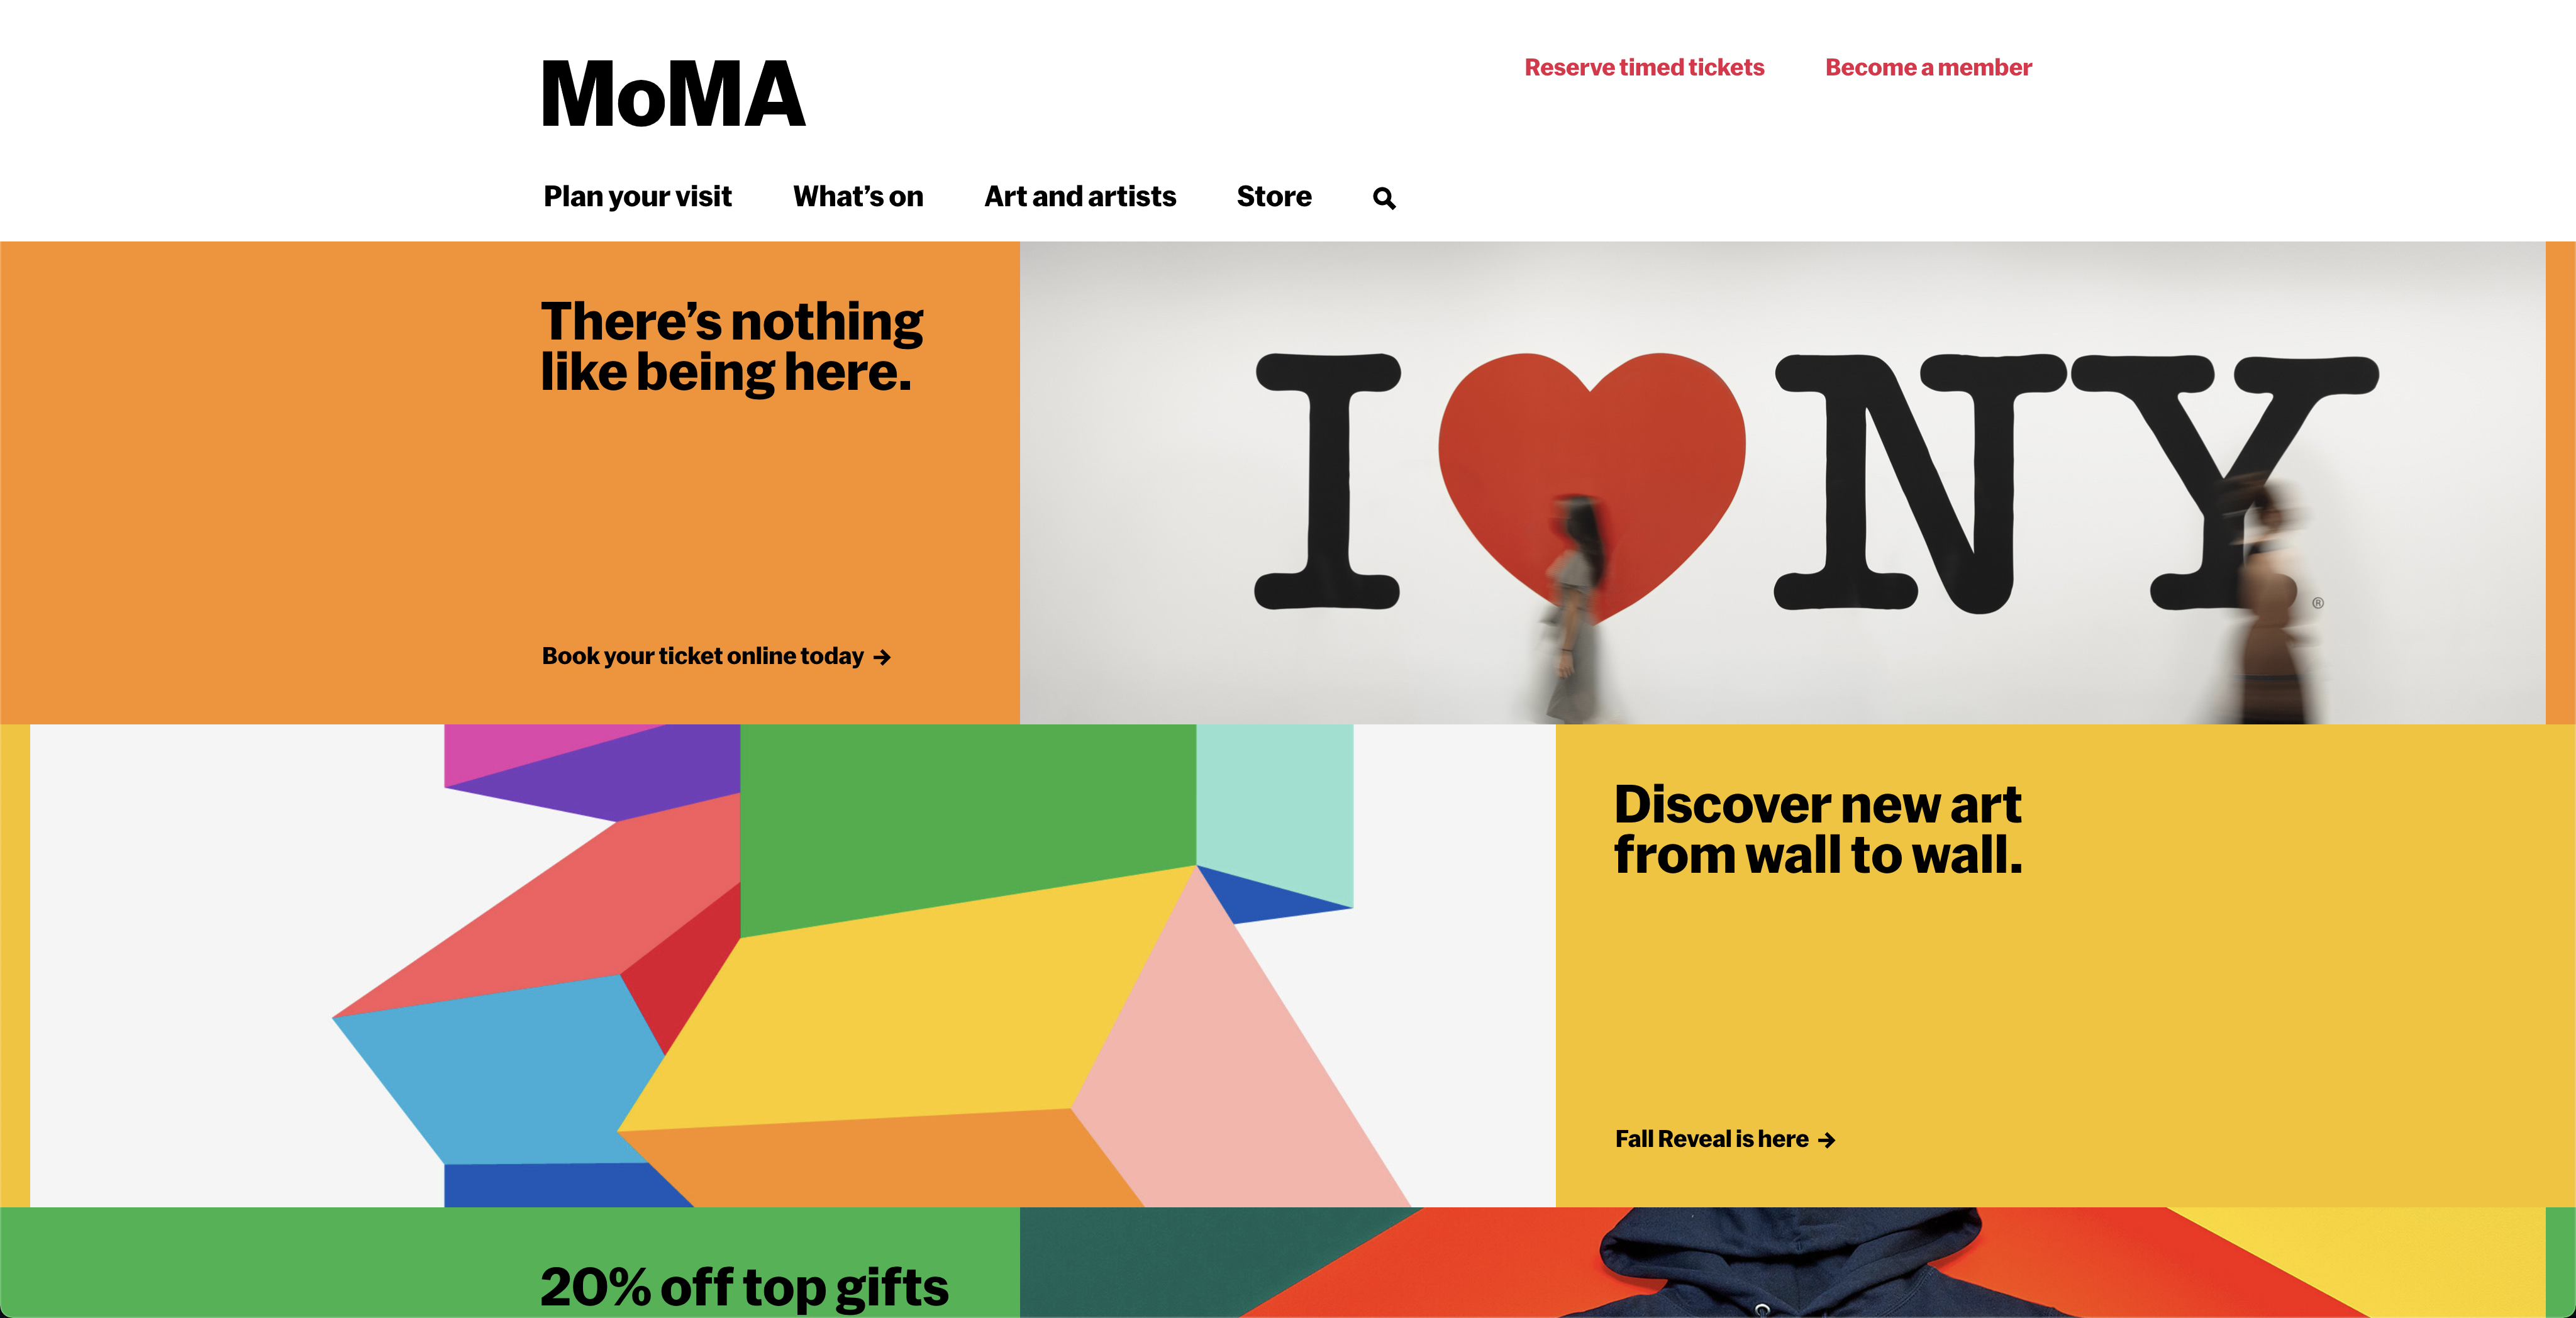 MoMA
Reserve timed tickets
Become a member
Plan your visit
What’s on
Art and artists
Store
There’s nothing
like being here.
Book your ticket online today →
I ♥ NY
®
Discover new art
from wall to wall.
Fall Reveal is here →
20% off top gifts